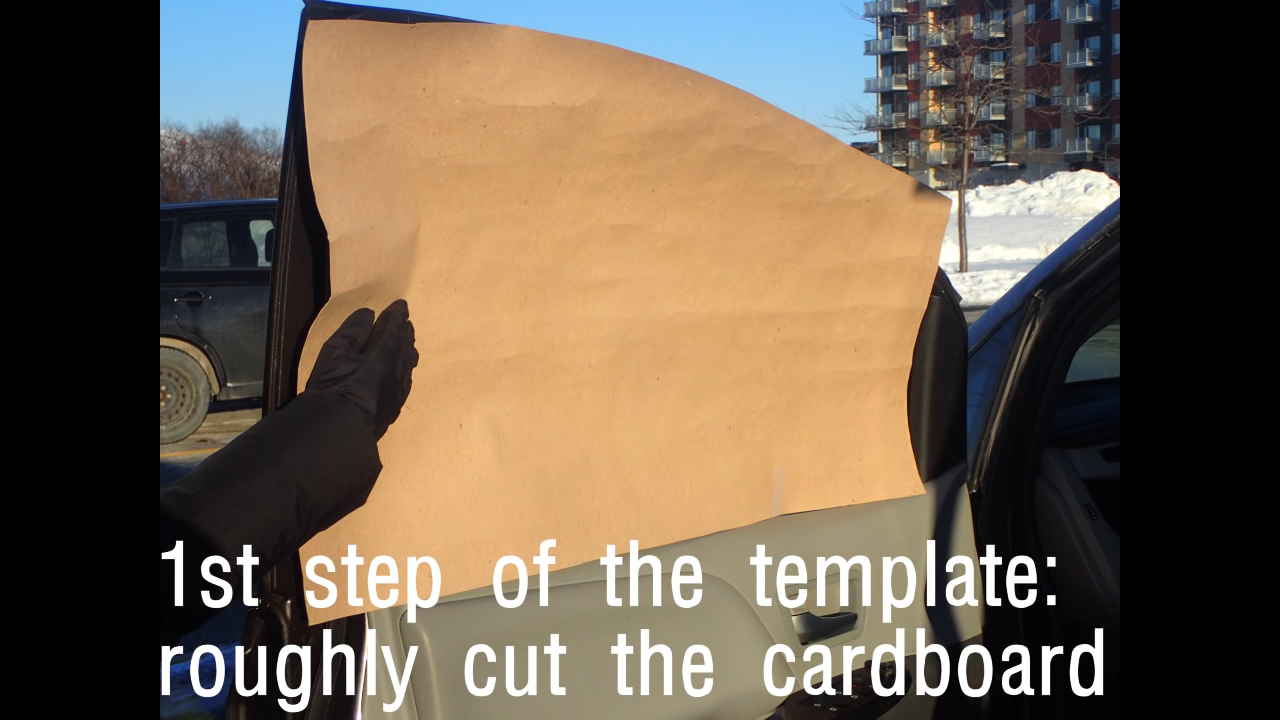 1st step of the template:
roughly cut the cardboard